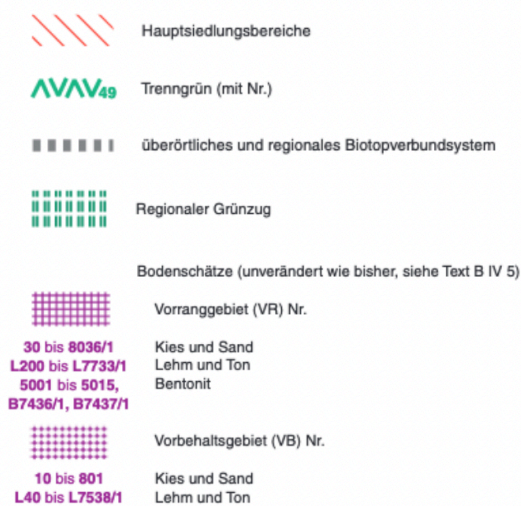 Hauptsiedlungsbereiche
49 Trenngrün (mit Nr.)
überörtliches und regionales Biotopverbundsystem
Regionaler Grünzug
Bodenschätze (unverändert wie bisher, siehe Text B IV 5)
Vorranggebiet (VR) Nr.
30 bis 8036/1 Kies und Sand
L200 bis L7733/1 Lehm und Ton
5001 bis 5015, Bentonit
B7436/1, B7437/1
Vorbehaltsgebiet (VB) Nr.
10 bis 801 Kies und Sand
L40 bis L7538/1 Lehm und Ton